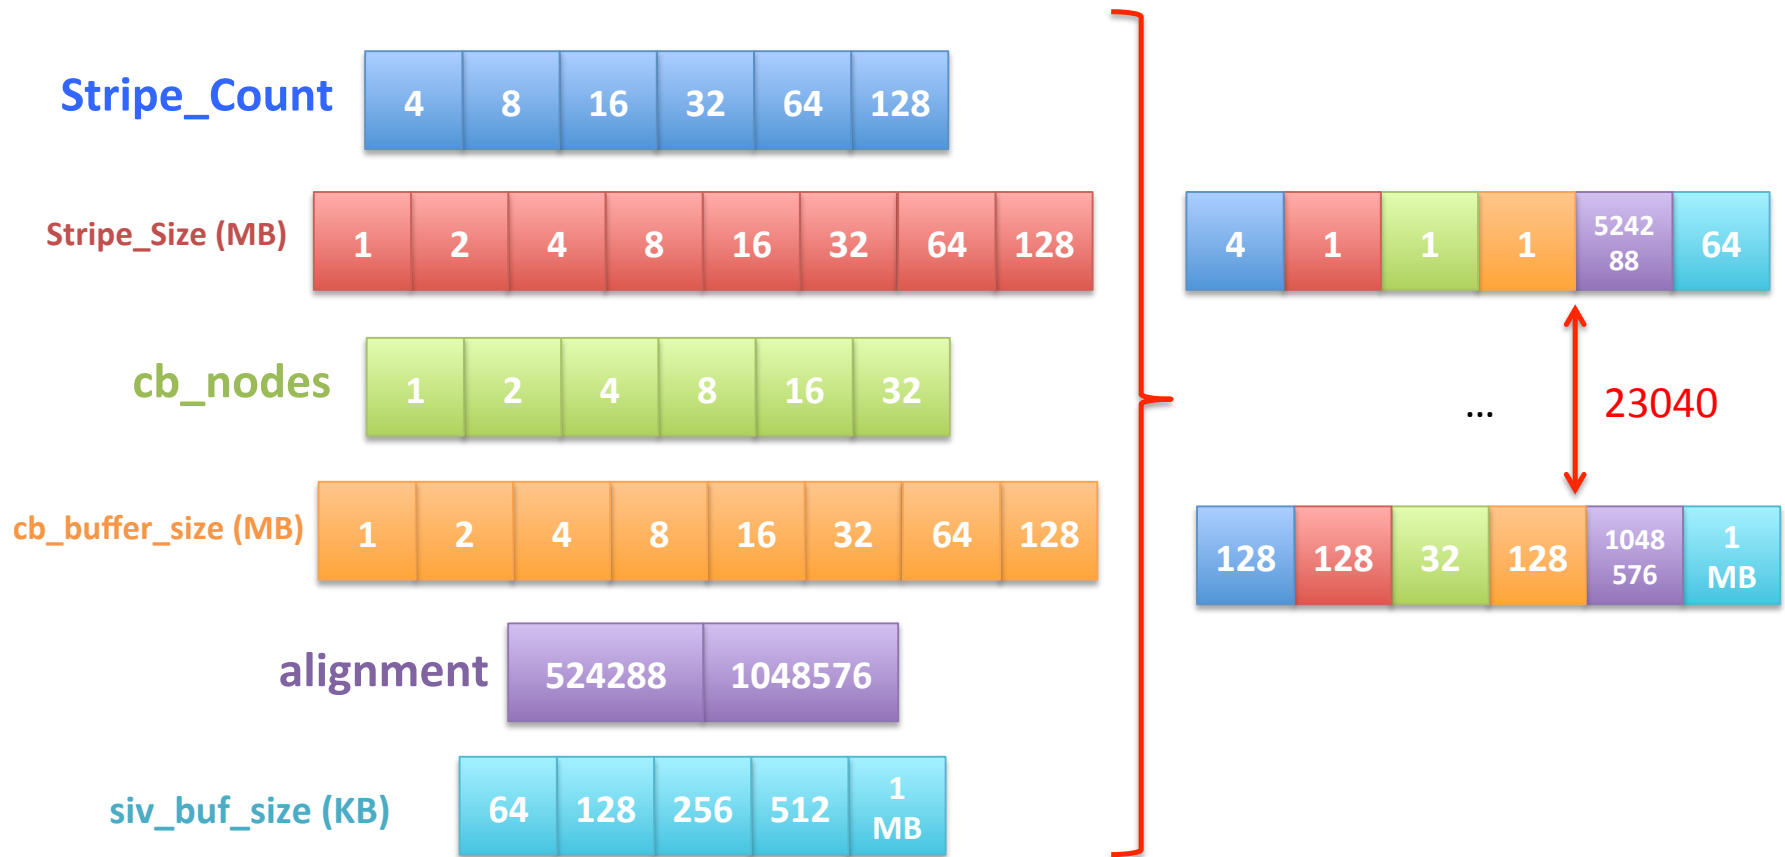 Stripe_Count 4 8 16 32 64 128
Stripe_Size (MB) 1 2 4 8 16 32 64 128
cb_nodes 1 2 4 8 16 32
cb_buffer_size (MB) 1 2 4 8 16 32 64 128
alignment 524288 1048576
siv_buf_size (KB) 64 128 256 512 1
MB
4 1 1 1 5242
88 64
... 23040
128 128 32 128 1048
576 1
MB